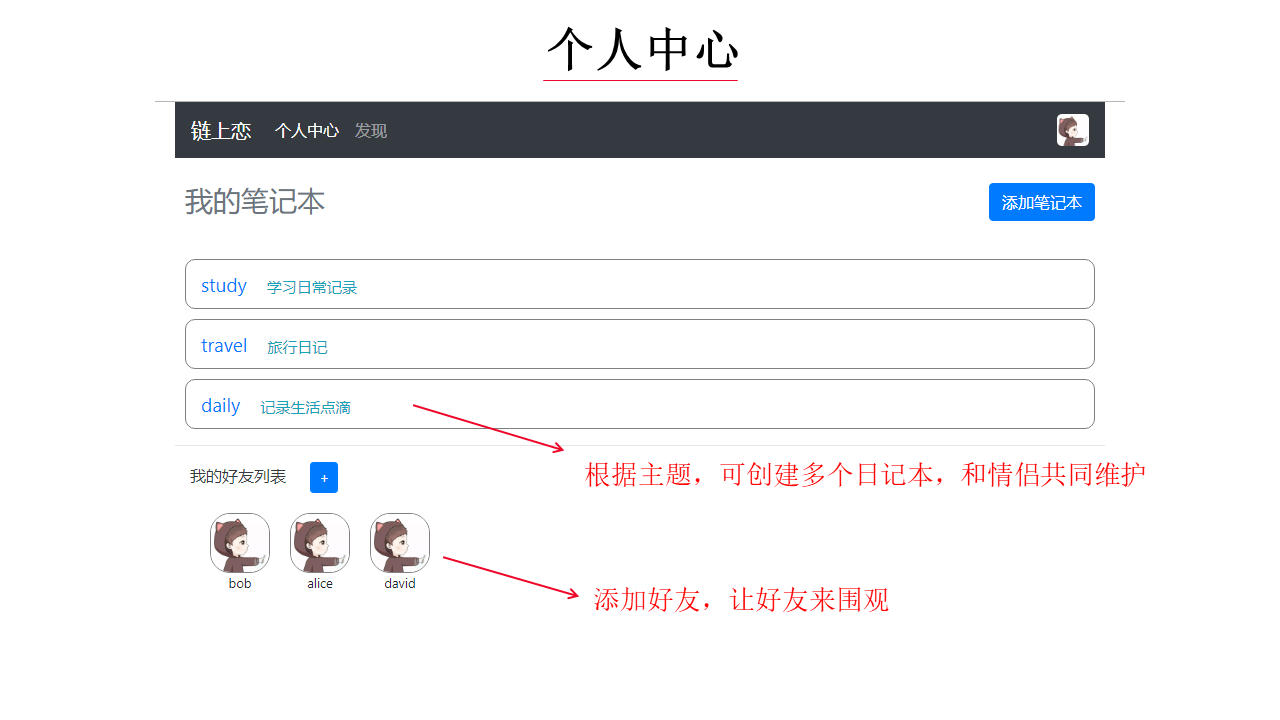 个人中心
链上恋 个人中心 发现
我的笔记本 添加笔记本
study 学习日常记录
travel 旅行日记
daily 记录生活点滴
根据主题，可创建多个日记本，和情侣共同维护
我的好友列表 +
bob alice david
添加好友，让好友来围观